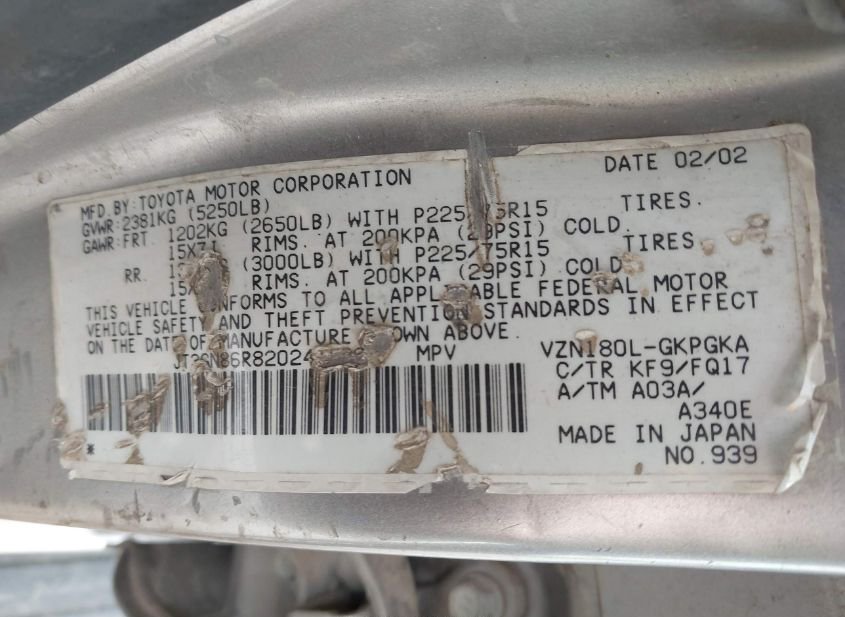 DATE 02/02
MFD.BY:TOYOTA MOTOR CORPORATION
GVWR:2381KG (5250LB)
GAWR:FRT. 1202KG (2650LB) WITH P225/75R15 TIRES.
15X7J RIMS. AT 200KPA (29PSI) COLD.
RR. (3000LB) WITH P225/75R15 TIRES.
RIMS. AT 200KPA (29PSI) COLD.
THIS VEHICLE CONFORMS TO ALL APPLICABLE FEDERAL MOTOR
VEHICLE SAFETY AND THEFT PREVENTION STANDARDS IN EFFECT
ON THE DATE OF MANUFACTURE SHOWN ABOVE.
MPV VZN180L-GKPGKA
C/TR KF9/FQ17
A/TM A03A/
A340E
MADE IN JAPAN
* NO.939